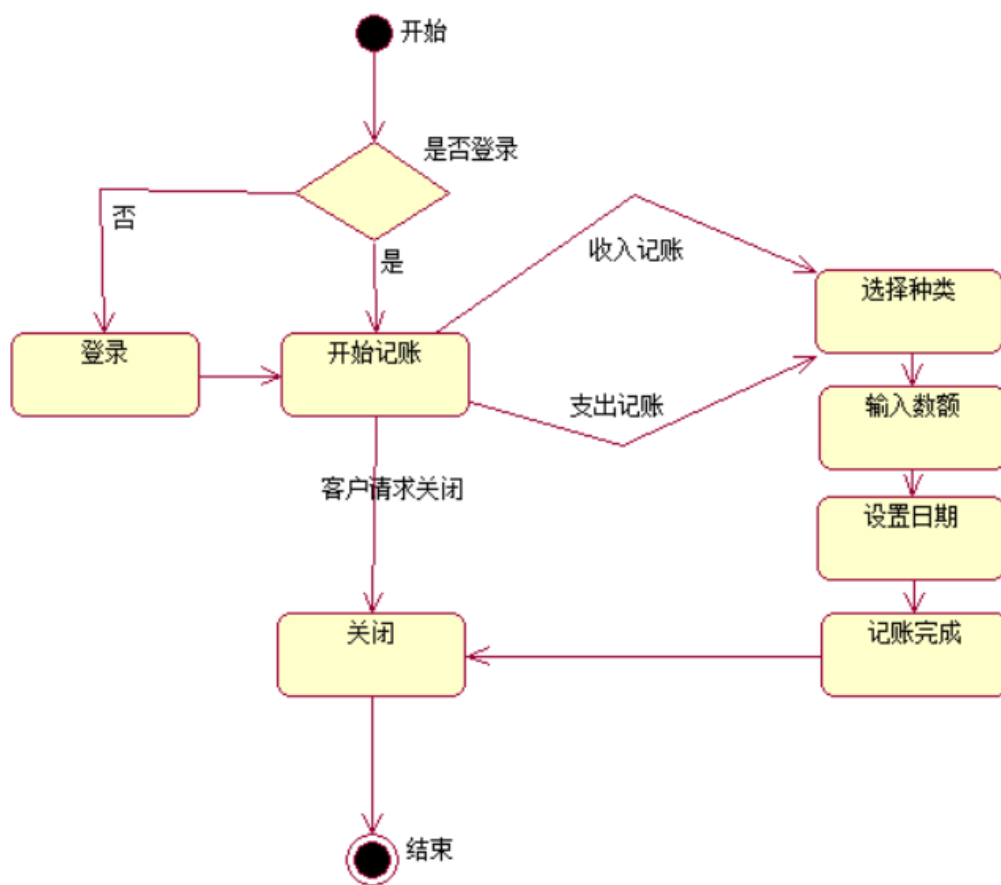 开始
是否登录
否
是
收入记账
选择种类
登录
开始记账
支出记账
输入数额
客户请求关闭
设置日期
关闭
记账完成
结束